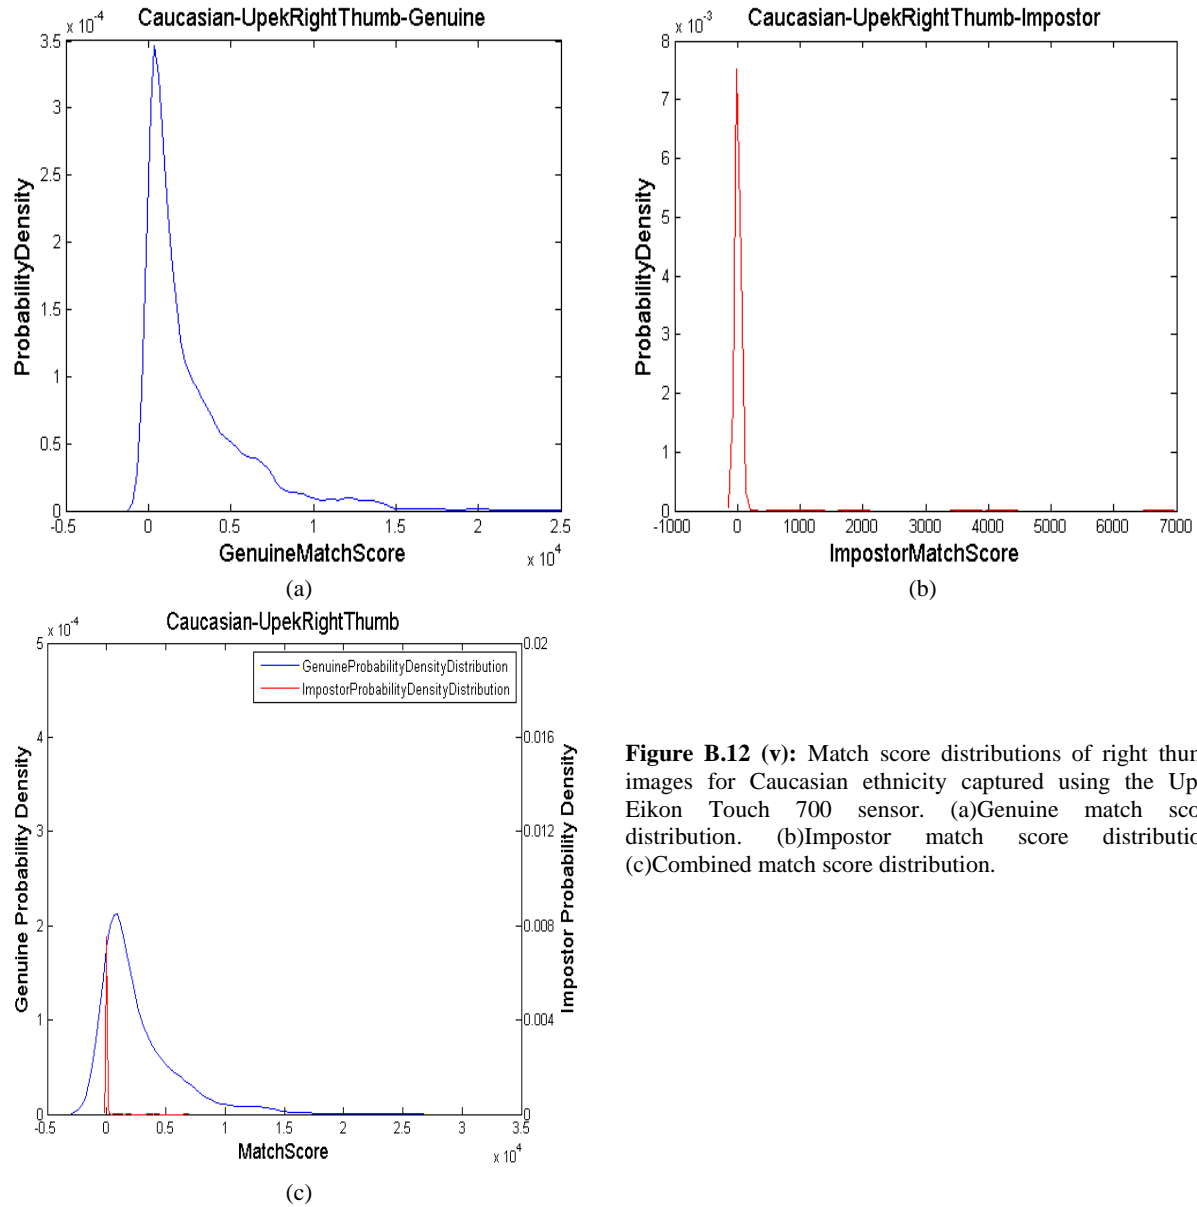 Caucasian-UpekRightThumb-Genuine
x 10-4
3.5
3
2.5
2
1.5
1
0.5
0
-0.5 0 0.5 1 1.5 2 2.5
x 10 4
ProbabilityDensity
GenuineMatchScore
(a)
Caucasian-UpekRightThumb-Impostor
x 10-3
8
7
6
5
4
3
2
1
0
-1000 0 1000 2000 3000 4000 5000 6000 7000
ProbabilityDensity
ImpostorMatchScore
(b)
Caucasian-UpekRightThumb
x 10-4
5
4
3
2
1
0
0.02
0.016
0.012
0.008
0.004
0
-0.5 0 0.5 1 1.5 2 2.5 3 3.5
x 10 4
Genuine Probability Density
Impostor Probability Density
GenuineProbabilityDensityDistribution
ImpostorProbabilityDensityDistribution
MatchScore
(c)
Figure B.12 (v): Match score distributions of right thum
images for Caucasian ethnicity captured using the Up
Eikon Touch 700 sensor. (a)Genuine match sco
distribution. (b)Impostor match score distributio
(c)Combined match score distribution.